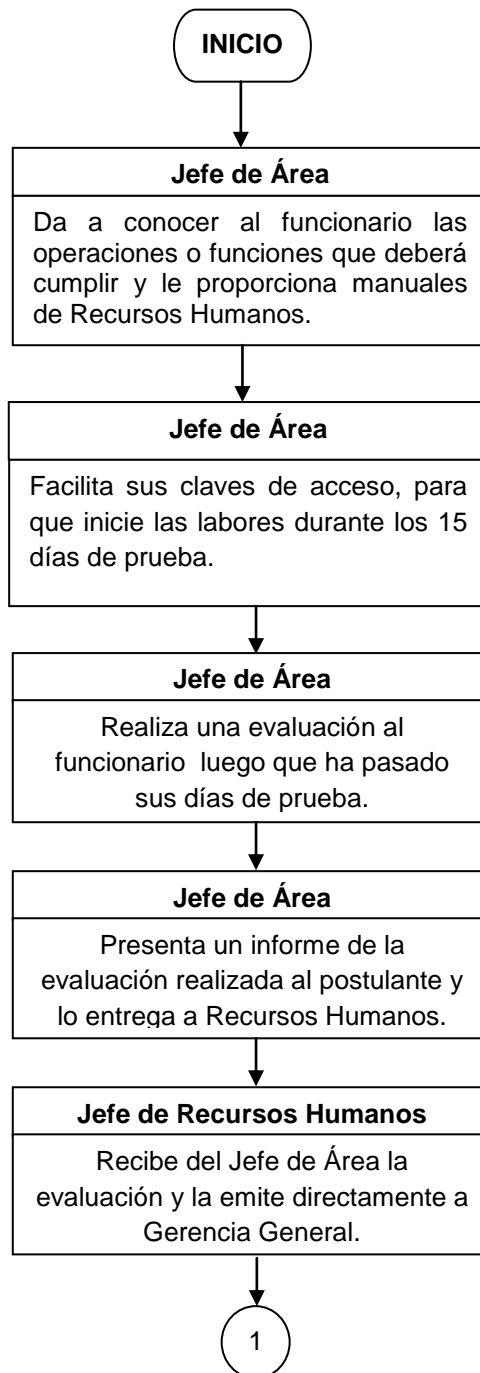 INICIO
Jefe de Área
Da a conocer al funcionario las
operaciones o funciones que deberá
cumplir y le proporciona manuales
de Recursos Humanos.
Jefe de Área
Facilita sus claves de acceso, para
que inicie las labores durante los 15
días de prueba.
Jefe de Área
Realiza una evaluación al
funcionario luego que ha pasado
sus días de prueba.
Jefe de Área
Presenta un informe de la
evaluación realizada al postulante y
lo entrega a Recursos Humanos.
Jefe de Recursos Humanos
Recibe del Jefe de Área la
evaluación y la emite directamente a
Gerencia General.
1